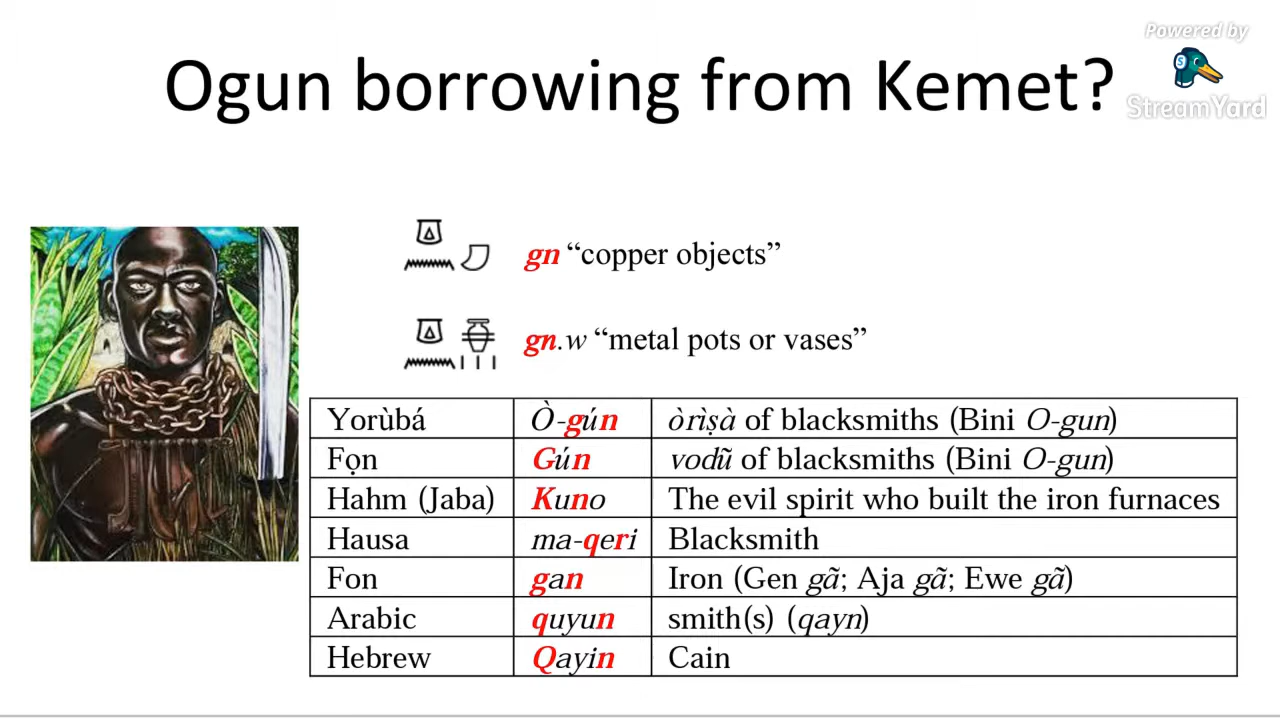 Powered by
StreamYard
Ogun borrowing from Kemet?
gn “copper objects”
gn.w “metal pots or vases”
Yorùbá Ò-gún òrìṣà of blacksmiths (Bini O-gun)
Fọn Gún vodũ of blacksmiths (Bini O-gun)
Hahm (Jaba) Kuno The evil spirit who built the iron furnaces
Hausa ma-qeri Blacksmith
Fon gan Iron (Gen gã; Aja gã; Ewe gã)
Arabic quyun smith(s) (qayn)
Hebrew Qayin Cain